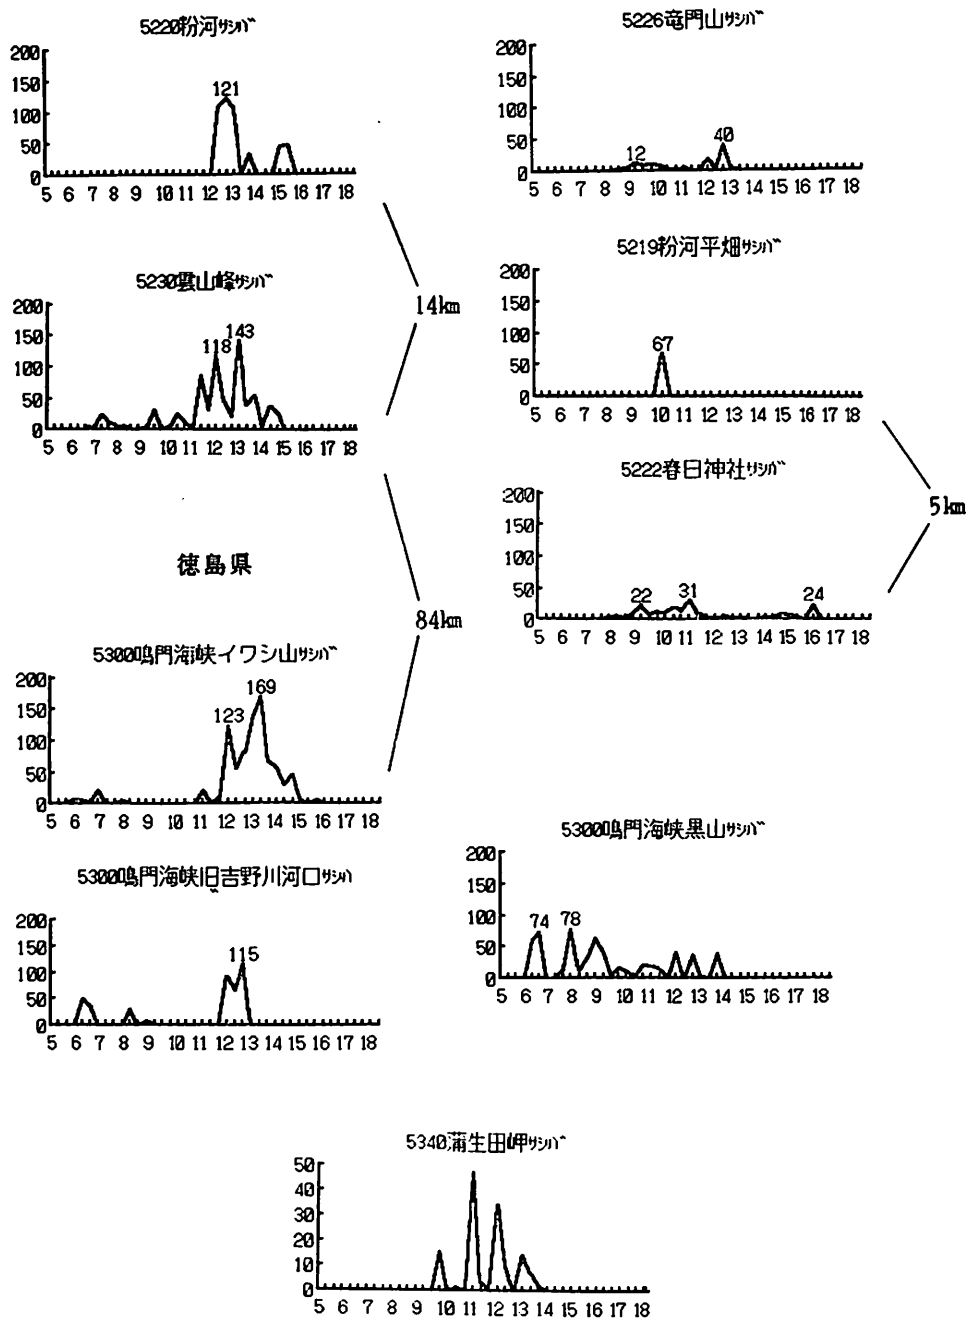 5220粉河ｻｼﾊﾞ
200
150
100
50
0
121
5 6 7 8 9 10 11 12 13 14 15 16 17 18
5226竜門山ｻｼﾊﾞ
200
150
100
50
0
12
40
5 6 7 8 9 10 11 12 13 14 15 16 17 18
5230雲山峰ｻｼﾊﾞ
200
150
100
50
0
118
143
5 6 7 8 9 10 11 12 13 14 15 16 17 18
14km
5219粉河平畑ｻｼﾊﾞ
200
150
100
50
0
67
5 6 7 8 9 10 11 12 13 14 15 16 17 18
5222春日神社ｻｼﾊﾞ
200
150
100
50
0
22
31
24
5 6 7 8 9 10 11 12 13 14 15 16 17 18
5km
徳島県
84km
5300鳴門海峡イワシ山ｻｼﾊﾞ
200
150
100
50
0
123
169
5 6 7 8 9 10 11 12 13 14 15 16 17 18
5300鳴門海峡旧吉野川河口ｻｼﾊﾞ
200
150
100
50
0
115
5 6 7 8 9 10 11 12 13 14 15 16 17 18
5300鳴門海峡黒山ｻｼﾊﾞ
200
150
100
50
0
74
78
5 6 7 8 9 10 11 12 13 14 15 16 17 18
5340蒲生田岬ｻｼﾊﾞ
50
40
30
20
10
0
5 6 7 8 9 10 11 12 13 14 15 16 17 18